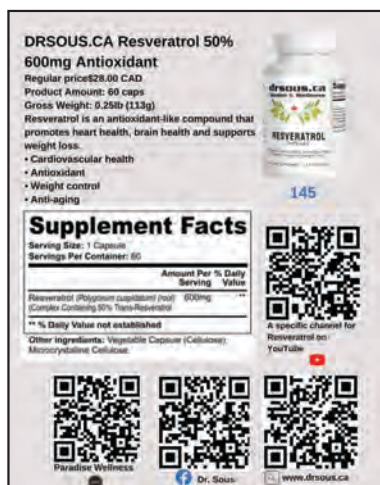 DRSOUS.CA Resveratrol 50%
600mg Antioxidant
Regular price$28.00 CAD
Product Amount: 60 caps
Gross Weight: 0.25lb (113g)
Resveratrol is an antioxidant-like compound that
promotes heart health, brain health and supports
weight loss.
• Cardiovascular health
• Antioxidant
• Weight control
• Anti-aging
drsous.ca
RESVERATROL
145
Supplement Facts
Serving Size: 1 Capsule
Servings Per Container: 60
Amount Per % Daily
Serving Value
Resveratrol (Polygonum cuspidatum) (root) 600mg **
(Complex Containing 50% Trans-Resveratrol
** % Daily Value not established
Other ingredients: Vegetable Capsule (Cellulose),
Microcrystalline Cellulose.
A specific channel for
Resveratrol on
YouTube
Paradise Wellness
Dr. Sous
www.drsous.ca